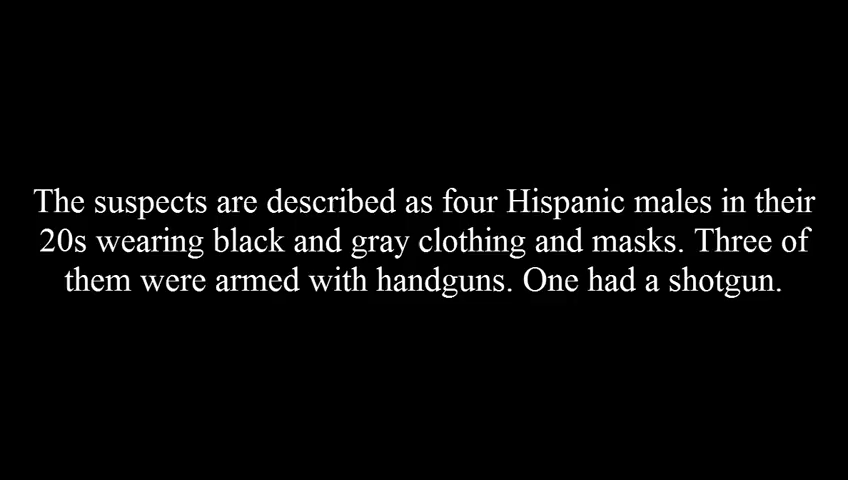 The suspects are described as four Hispanic males in their
20s wearing black and gray clothing and masks. Three of
them were armed with handguns. One had a shotgun.